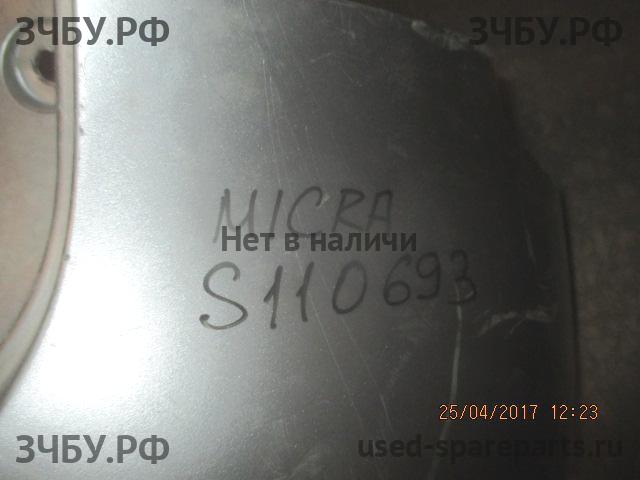 ЗЧБУ.РФ
ЗЧБУ.РФ
MICRA
Нет в наличи
S110693
25/04/2017 12:23
ЗЧБУ.РФ
used-spareparts.ru